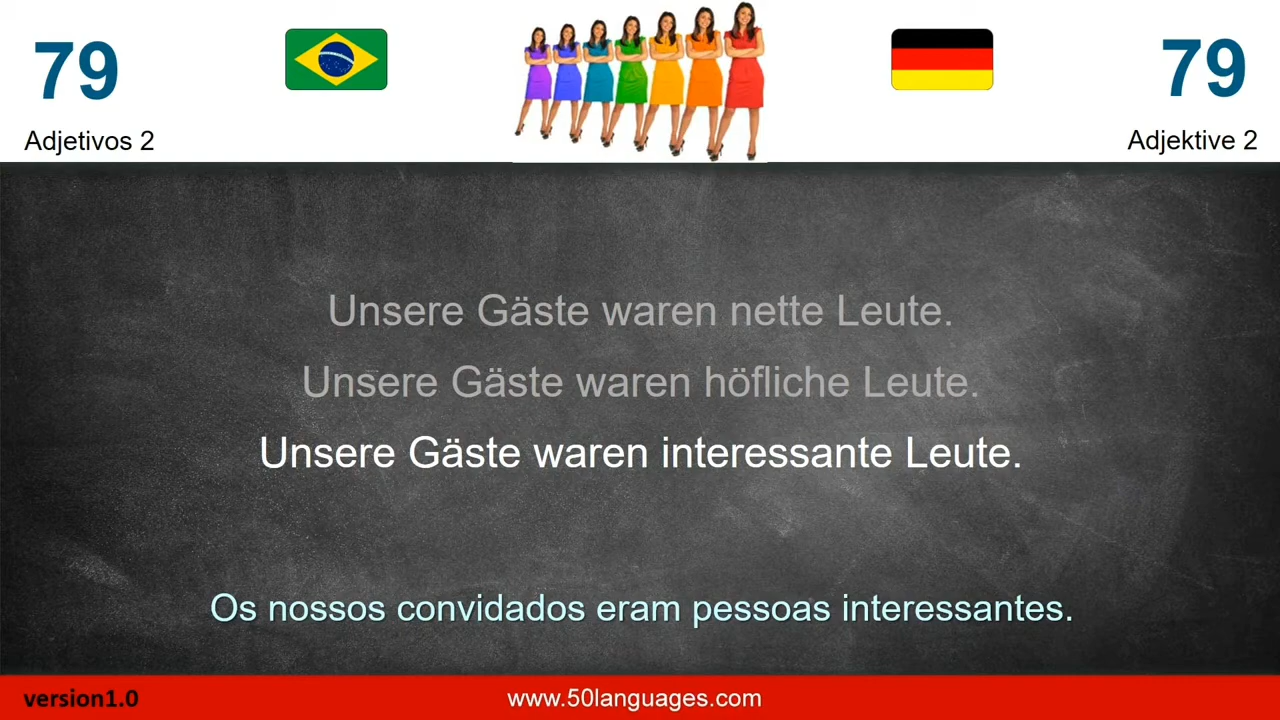 79
79
Adjetivos 2
Adjektive 2
Unsere Gäste waren nette Leute.
Unsere Gäste waren höfliche Leute.
Unsere Gäste waren interessante Leute.
Os nossos convidados eram pessoas interessantes.
version1.0
www.50languages.com